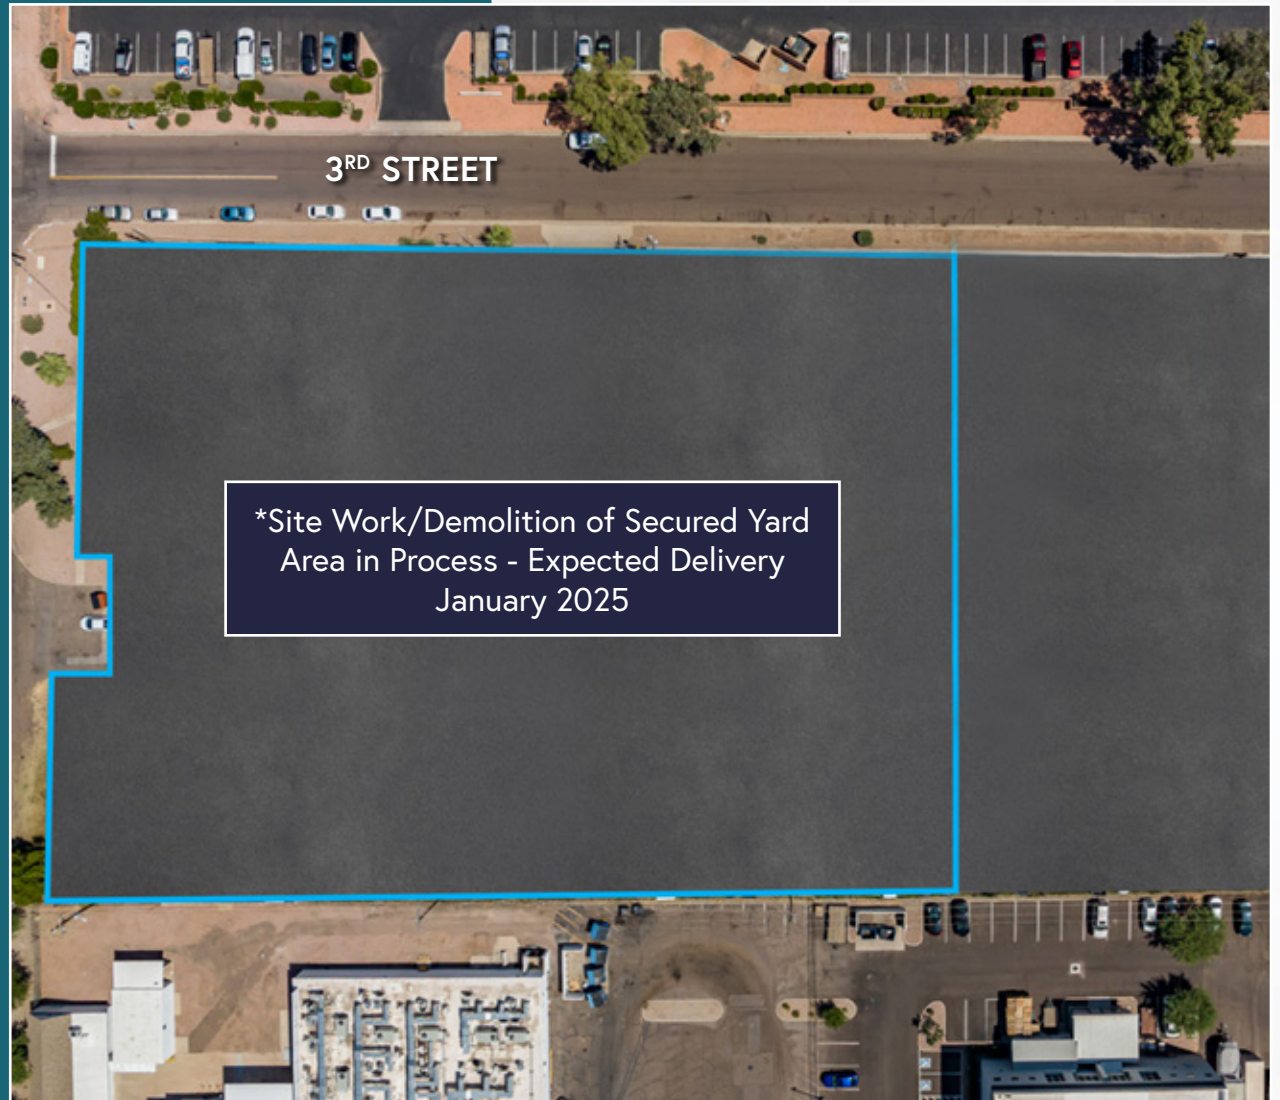 3RD STREET
*Site Work/Demolition of Secured Yard
Area in Process - Expected Delivery
January 2025